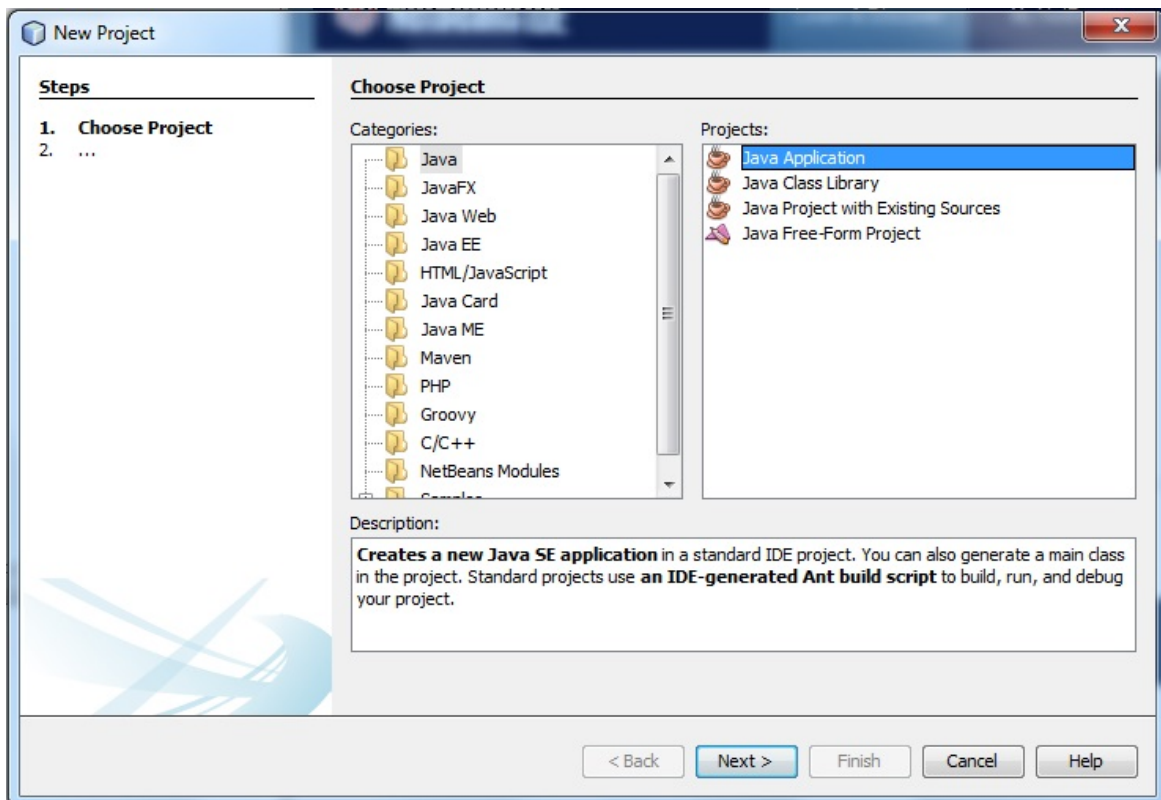 New Project
Steps
1. Choose Project
2. ...
Choose Project
Categories:
Java
JavaFX
Java Web
Java EE
HTML/JavaScript
Java Card
Java ME
Maven
PHP
Groovy
C/C++
NetBeans Modules
Projects:
Java Application
Java Class Library
Java Project with Existing Sources
Java Free-Form Project
Description:
Creates a new Java SE application in a standard IDE project. You can also generate a main class
in the project. Standard projects use an IDE-generated Ant build script to build, run, and debug
your project.
< Back
Next >
Finish
Cancel
Help